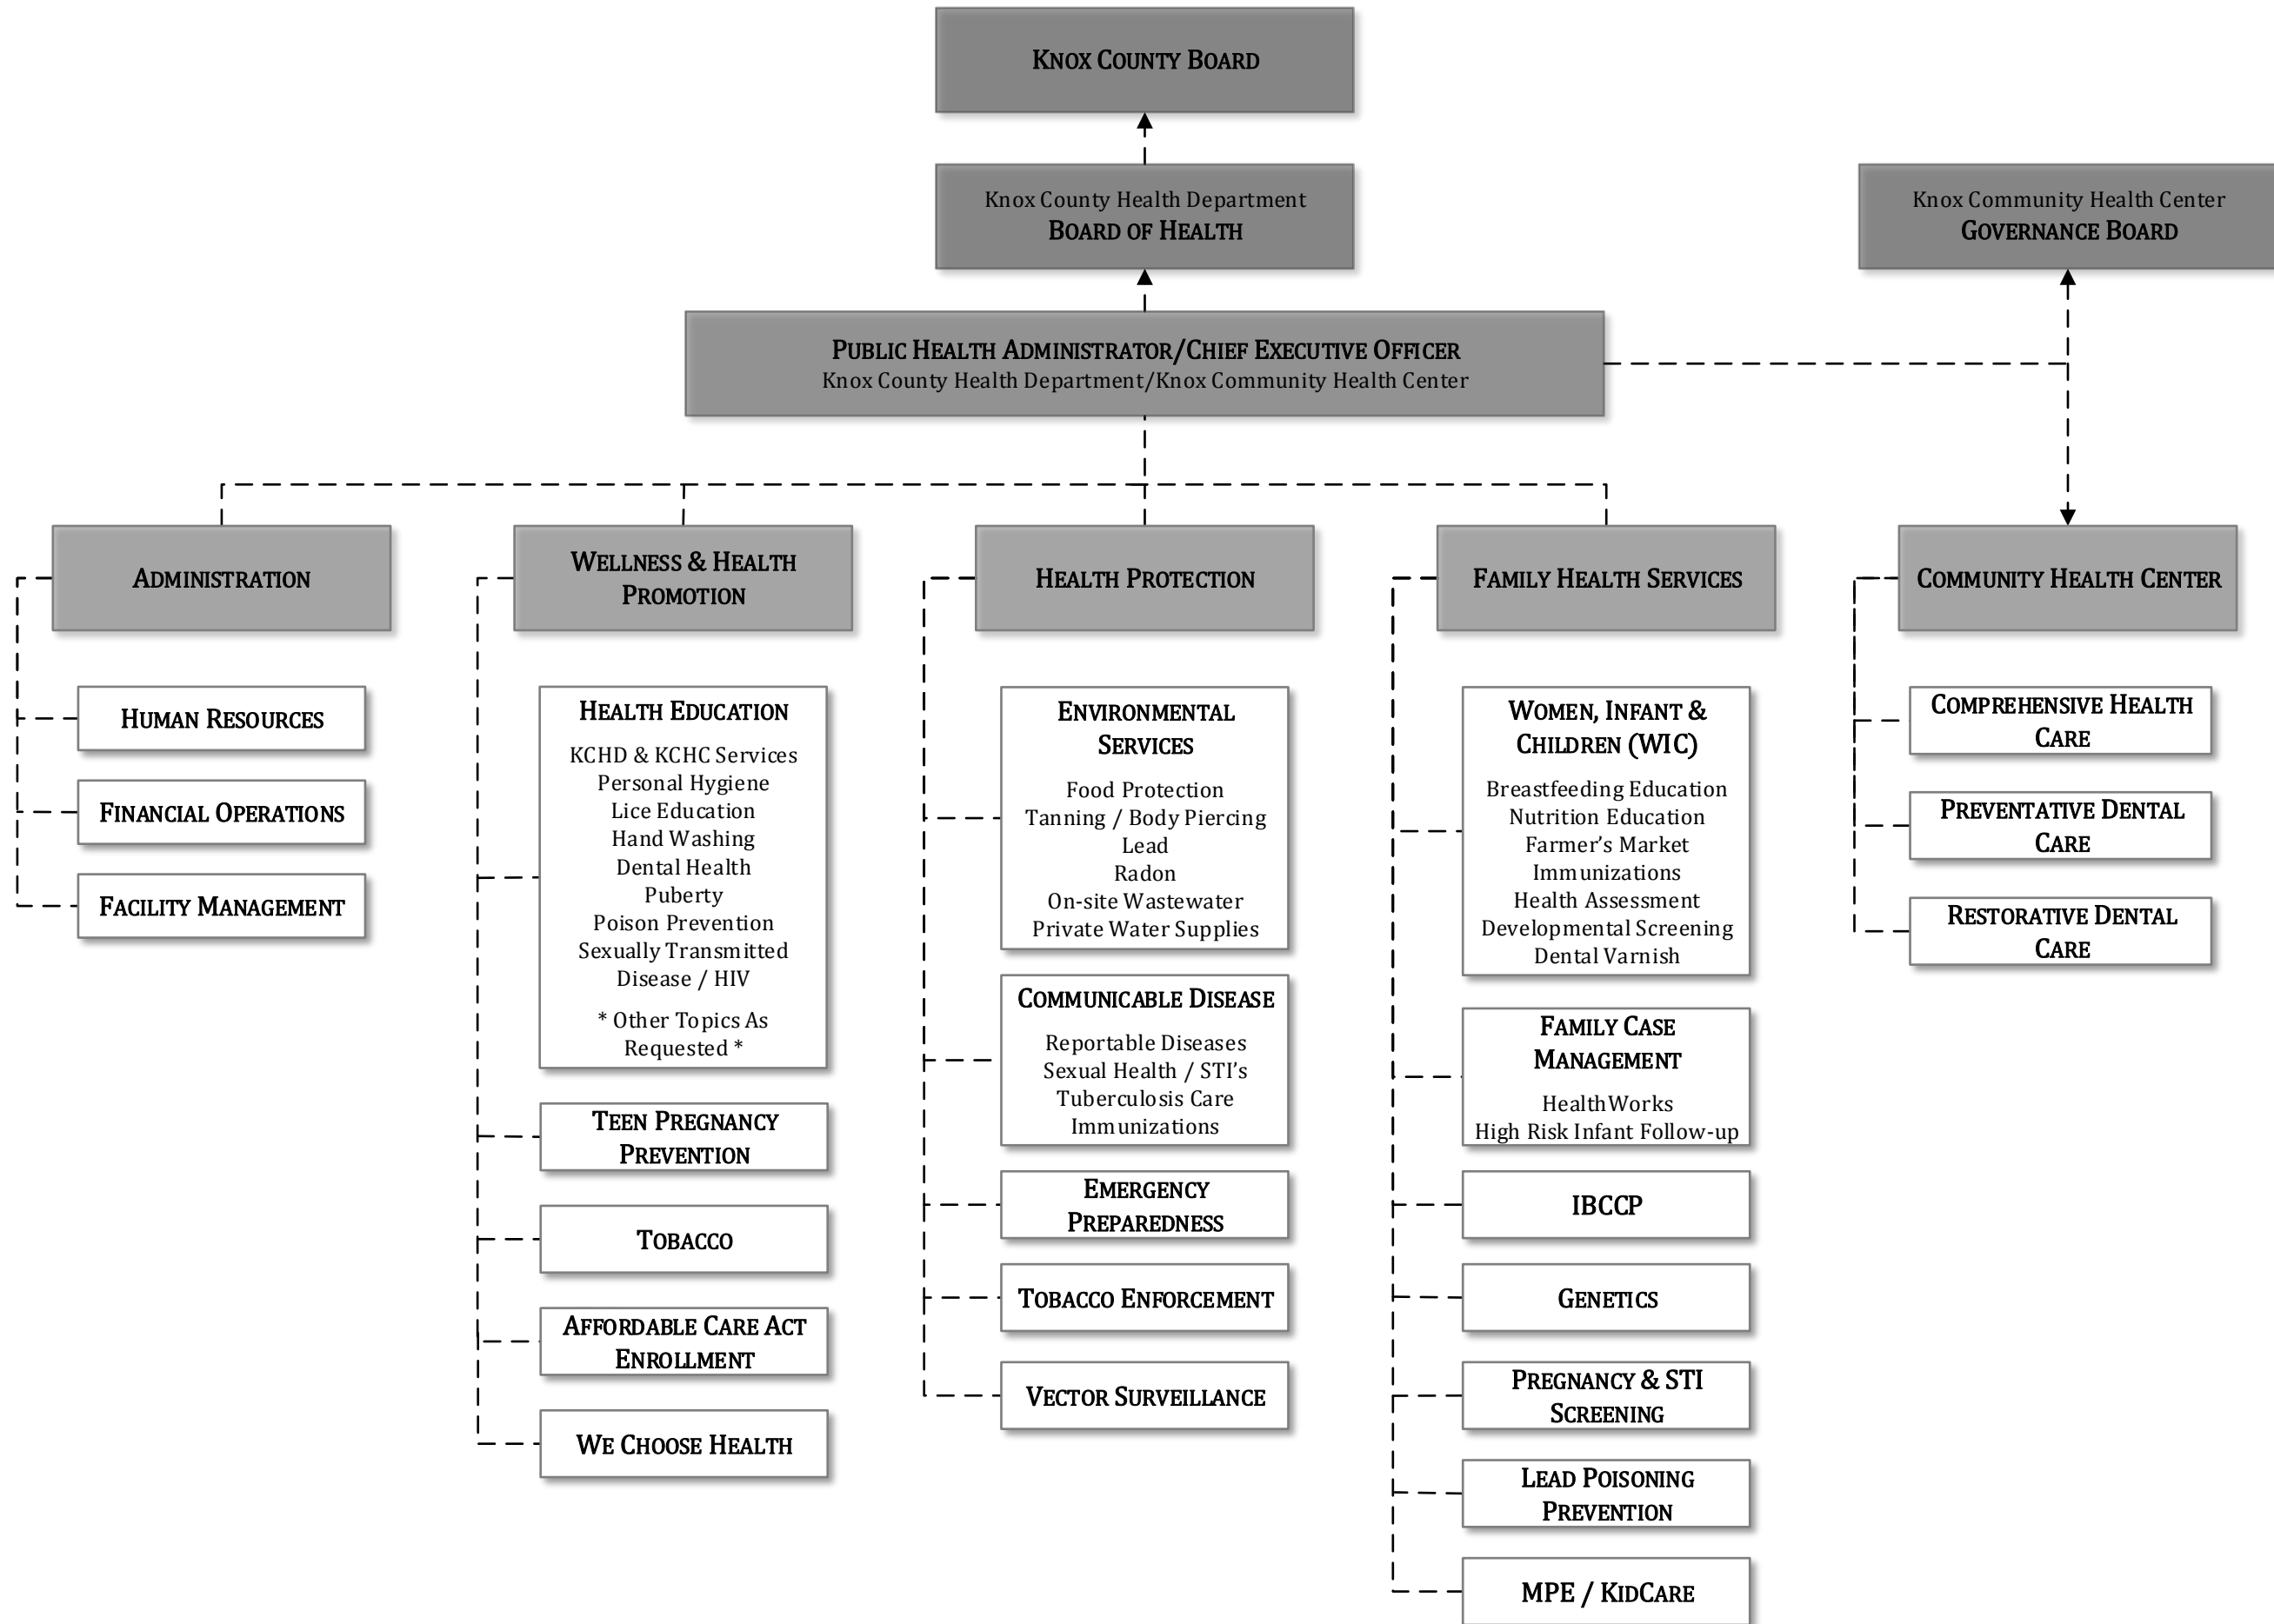 KNOX COUNTY BOARD
Knox County Health Department
BOARD OF HEALTH
Knox Community Health Center
GOVERNANCE BOARD
PUBLIC HEALTH ADMINISTRATOR/CHIEF EXECUTIVE OFFICER
Knox County Health Department/Knox Community Health Center
ADMINISTRATION
HUMAN RESOURCES
FINANCIAL OPERATIONS
FACILITY MANAGEMENT
WELLNESS & HEALTH
PROMOTION
HEALTH EDUCATION
KCHD & KCHC Services
Personal Hygiene
Lice Education
Hand Washing
Dental Health
Puberty
Poison Prevention
Sexually Transmitted
Disease / HIV
* Other Topics As
Requested *
TEEN PREGNANCY
PREVENTION
TOBACCO
AFFORDABLE CARE ACT
ENROLLMENT
WE CHOOSE HEALTH
HEALTH PROTECTION
ENVIRONMENTAL
SERVICES
Food Protection
Tanning / Body Piercing
Lead
Radon
On-site Wastewater
Private Water Supplies
COMMUNICABLE DISEASE
Reportable Diseases
Sexual Health / STI’s
Tuberculosis Care
Immunizations
EMERGENCY
PREPAREDNESS
TOBACCO ENFORCEMENT
VECTOR SURVEILLANCE
FAMILY HEALTH SERVICES
WOMEN, INFANT &
CHILDREN (WIC)
Breastfeeding Education
Nutrition Education
Farmer’s Market
Immunizations
Health Assessment
Developmental Screening
Dental Varnish
FAMILY CASE
MANAGEMENT
HealthWorks
High Risk Infant Follow-up
IBCCP
GENETICS
PREGNANCY & STI
SCREENING
LEAD POISONING
PREVENTION
MPE / KIDCARE
COMMUNITY HEALTH CENTER
COMPREHENSIVE HEALTH
CARE
PREVENTATIVE DENTAL
CARE
RESTORATIVE DENTAL
CARE